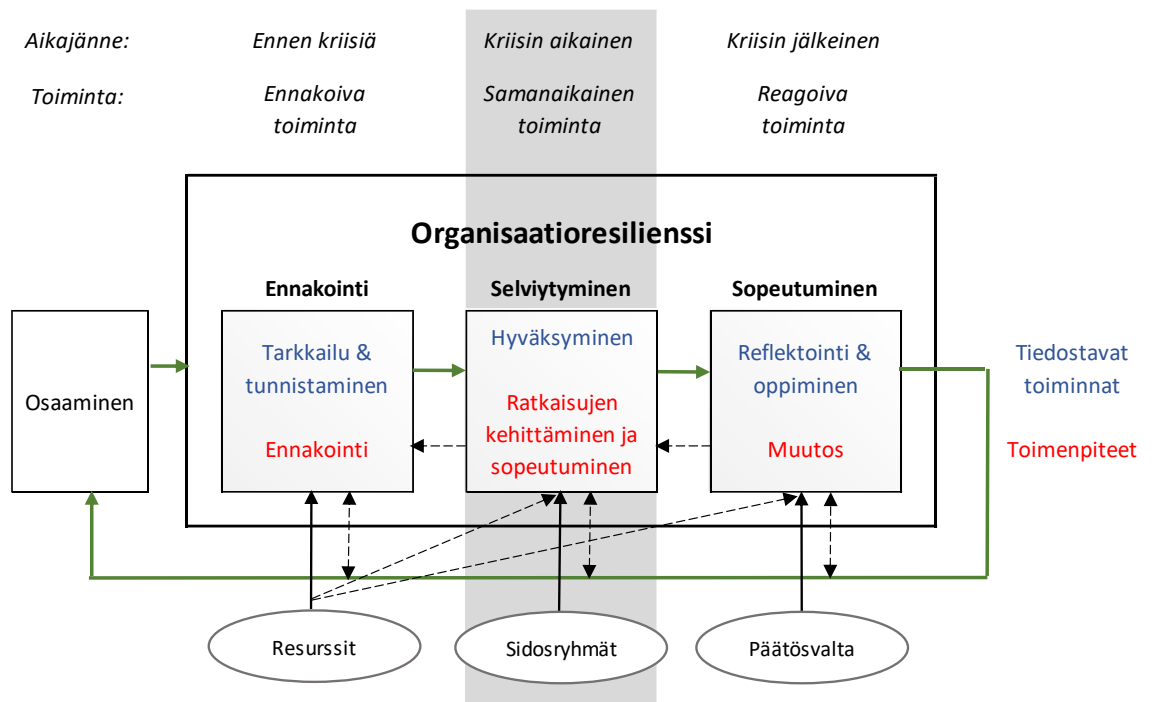 Aikajänne:
Ennen kriisiä
Kriisin aikainen
Kriisin jälkeinen
Toiminta:
Ennakoiva
toiminta
Samanaikainen
toiminta
Reagoiva
toiminta
Organisaatioresilienssi
Ennakointi
Selviytyminen
Sopeutuminen
Osaaminen
Tarkkailu &
tunnistaminen
Ennakointi
Hyväksyminen
Ratkaisujen
kehittäminen ja
sopeutuminen
Reflektointi &
oppiminen
Muutos
Tiedostavat
toiminnat
Toimenpiteet
Resurssit
Sidosryhmät
Päätösvalta